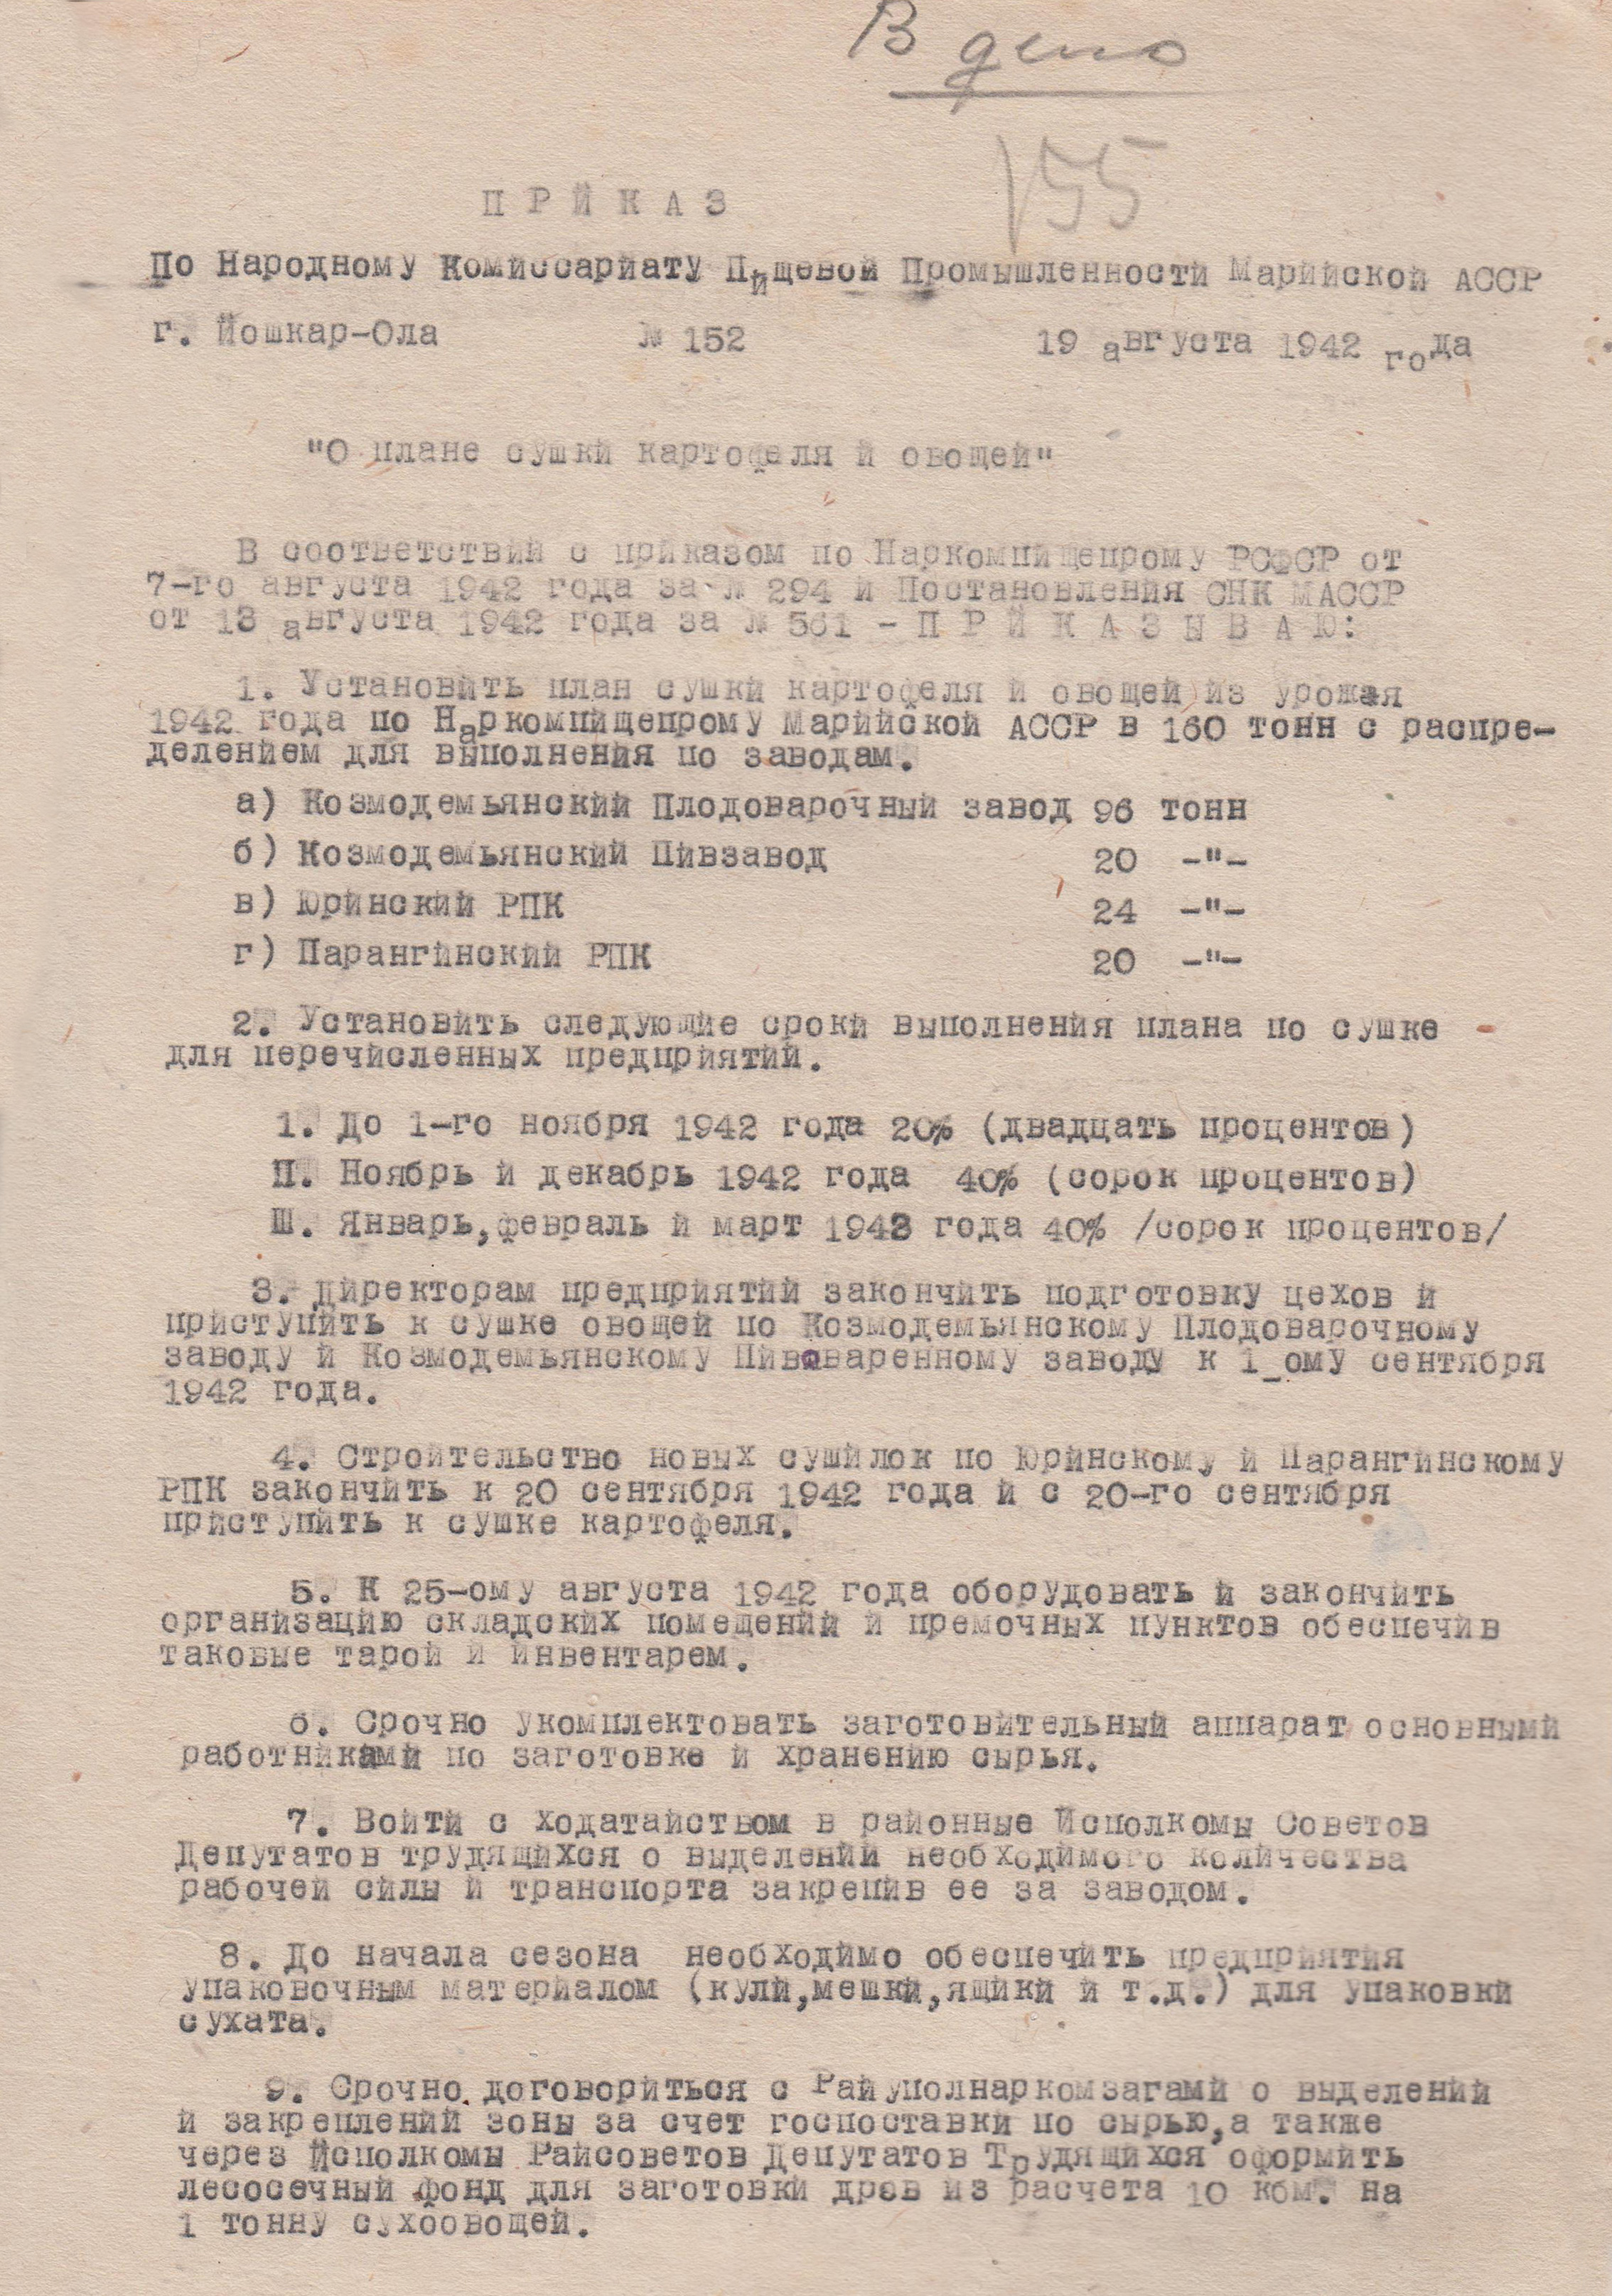 В дело
155
П Р И К А З
По Народному Комиссариату Пищевой Промышленности Марийской АССР
г. Йошкар-Ола № 152 19 августа 1942 года
"О плане сушки картофеля и овощей"
В соответствии с приказом по Наркомпищепрому РСФСР от
7-го августа 1942 года за № 294 и Постановления СНК МАССР
от 13 августа 1942 года за № 561 - П Р И К А З Ы В А Ю:
1. Установить план сушки картофеля и овощей из урожая
1942 года по Наркомпищепрому Марийской АССР в 160 тонн с распре-
делением для выполнения по заводам.
а) Козмодемьянский Плодоварочный завод 96 тонн
б) Козмодемьянский Пивзавод 20 -"-
в) Юринский РПК 24 -"-
г) Парангинский РПК 20 -"-
2. Установить следующие сроки выполнения плана по сушке
для перечисленных предприятий.
1. До 1-го ноября 1942 года 20% (двадцать процентов)
П. Ноябрь и декабрь 1942 года 40% (сорок процентов)
Ш. Январь,февраль и март 1943 года 40% /сорок процентов/
3. Директорам предприятий закончить подготовку цехов и
приступить к сушке овощей по Козмодемьянскому Плодоварочному
заводу и Козмодемьянскому Пивоваренному заводу к 1_ому сентября
1942 года.
4. Строительство новых сушилок по Юринскому и Парангинскому
РПК закончить к 20 сентября 1942 года и с 20-го сентября
приступить к сушке картофеля.
5. К 25-ому августа 1942 года оборудовать и закончить
организацию складских помещений и премочных пунктов обеспечив
таковые тарой и инвентарем.
6. Срочно укомплектовать заготовительный аппарат основными
работниками по заготовке и хранению сырья.
7. Войти с ходатайством в районные Исполкомы Советов
Депутатов трудящихся о выделений необходимого количества
рабочей силы и транспорта закрепив ее за заводом.
8. До начала сезона необходимо обеспечить предприятия
упаковочным материалом (кули,мешки,ящики и т.д.) для упаковки
сухата.
9. Срочно договориться с Райуполнаркомзагами о выделений
и закреплений зоны за счет госпоставки по сырью,а также
через Исполкомы Райсоветов Депутатов Трудящихся оформить
лесосечный фонд для заготовки дров из расчета 10 кбм. на
1 тонну сухоовощей.